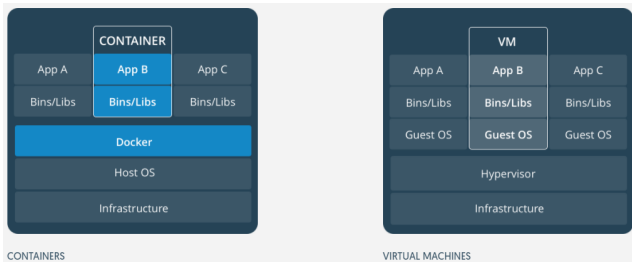 CONTAINER
App A App B App C
Bins/Libs Bins/Libs Bins/Libs
Docker
Host OS
Infrastructure
CONTAINERS
VM
App A App B App C
Bins/Libs Bins/Libs Bins/Libs
Guest OS Guest OS Guest OS
Hypervisor
Infrastructure
VIRTUAL MACHINES